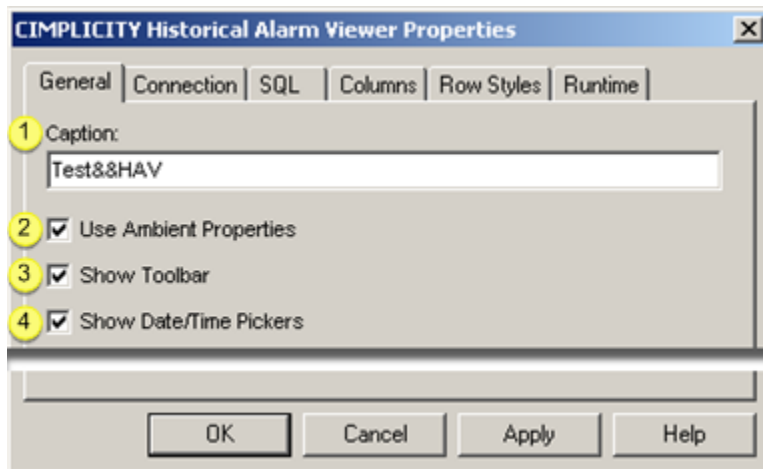 CIMPLICITY Historical Alarm Viewer Properties
General Connection SQL Columns Row Styles Runtime
1 Caption:
Test&&HAV
2 Use Ambient Properties
3 Show Toolbar
4 Show Date/Time Pickers
OK Cancel Apply Help